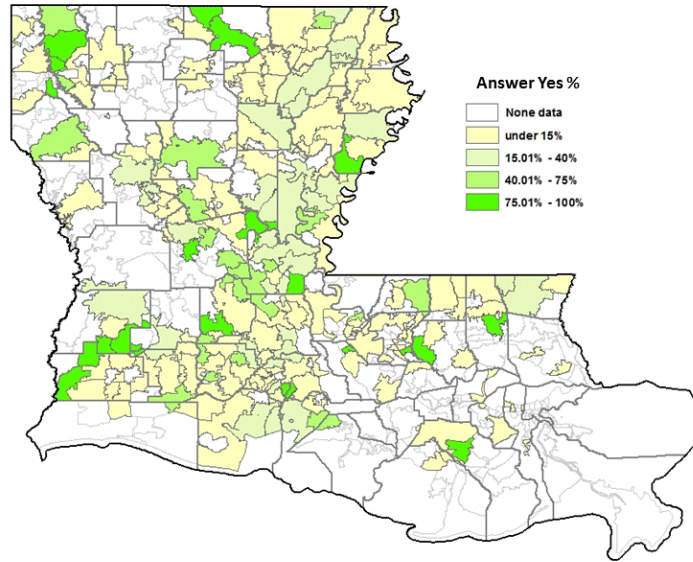 Answer Yes %
None data
under 15%
15.01% - 40%
40.01% - 75%
75.01% - 100%